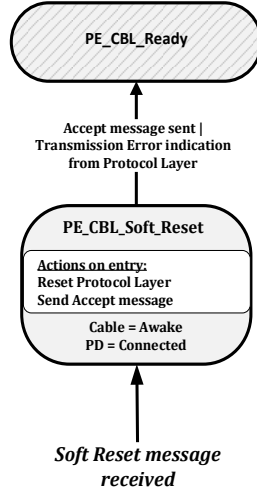 PE_CBL_Ready
Accept message sent |
Transmission Error indication
from Protocol Layer
PE_CBL_Soft_Reset
Actions on entry:
Reset Protocol Layer
Send Accept message
Cable = Awake
PD = Connected
Soft Reset message
received